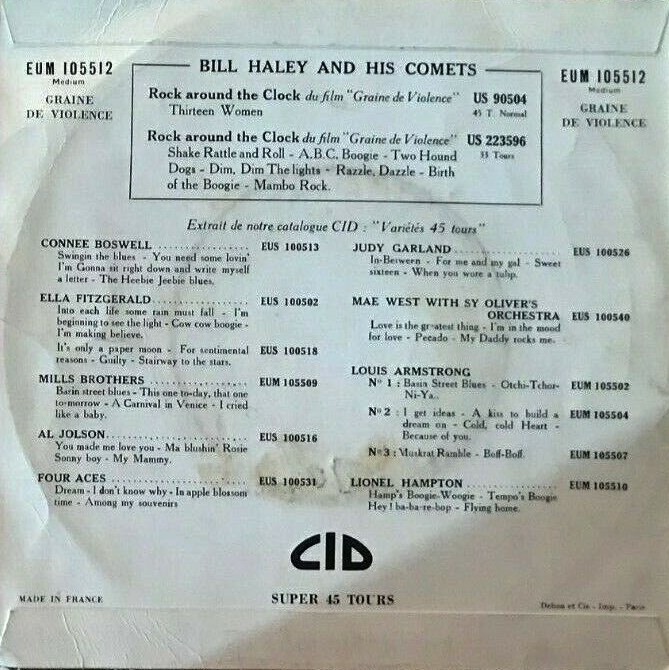 EUM 105512
Medium
GRAINE
DE VIOLENCE
BILL HALEY AND HIS COMETS
Rock around the Clock du film "Graine de Violence" US 90504
Thirteen Women 45 T. Normal
Rock around the Clock du film "Graine de Violence" US 223596
Shake Rattle and Roll - A.B.C. Boogie - Two Hound 33 Tours
Dogs - Dim, Dim The lights - Razzle, Dazzle - Birth
of the Boogie - Mambo Rock.
EUM 105512
Medium
GRAINE
DE VIOLENCE
Extrait de notre catalogue CID : "Variétés 45 tours"
CONNEE BOSWELL ................ EUS 100513
Swingin the blues - You need some lovin'
I'm Gonna sit right down and write myself
a letter - The Heebie Jeebie blues.
ELLA FITZGERALD ................ EUS 100502
Into each life some rain must fall - I'm
beginning to see the light - Cow cow boogie -
I'm making believe.
It's only a paper moon - For sentimental EUS 100518
reasons - Guilty - Stairway to the stars.
MILLS BROTHERS ................ EUM 105509
Basin street blues - This one to-day, that one
to-morrow - A Carnival in Venice - I cried
like a baby.
AL JOLSON ................ EUS 100516
You made me love you - Ma blushin' Rosie
Sonny boy - My Mammy.
FOUR ACES ................ EUS 100531
Dream - I don't know why - In apple blossom
time - Among my souvenirs
JUDY GARLAND ................ EUS 100526
In-Between - For me and my gal - Sweet
sixteen - When you wore a tulip.
MAE WEST WITH SY OLIVER'S
ORCHESTRA EUS 100540
Love is the greatest thing - I'm in the mood
for love - Pecado - My Daddy rocks me.
LOUIS ARMSTRONG
Nº 1 : Basin Street Blues - Otchi-Tchor- EUM 105502
Ni-Ya..
Nº 2 : I get ideas - A kiss to build a EUM 105504
dream on - Cold, cold Heart -
Because of you.
Nº 3 : Muskrat Ramble - Boff-Boff. EUM 105507
LIONEL HAMPTON ................ EUM 105510
Hamp's Boogie-Woogie - Tempo's Boogie
Hey ! ba-ba-re-bop - Flying home.
CID
MADE IN FRANCE
SUPER 45 TOURS
Dehon et Cie - Imp. - Paris